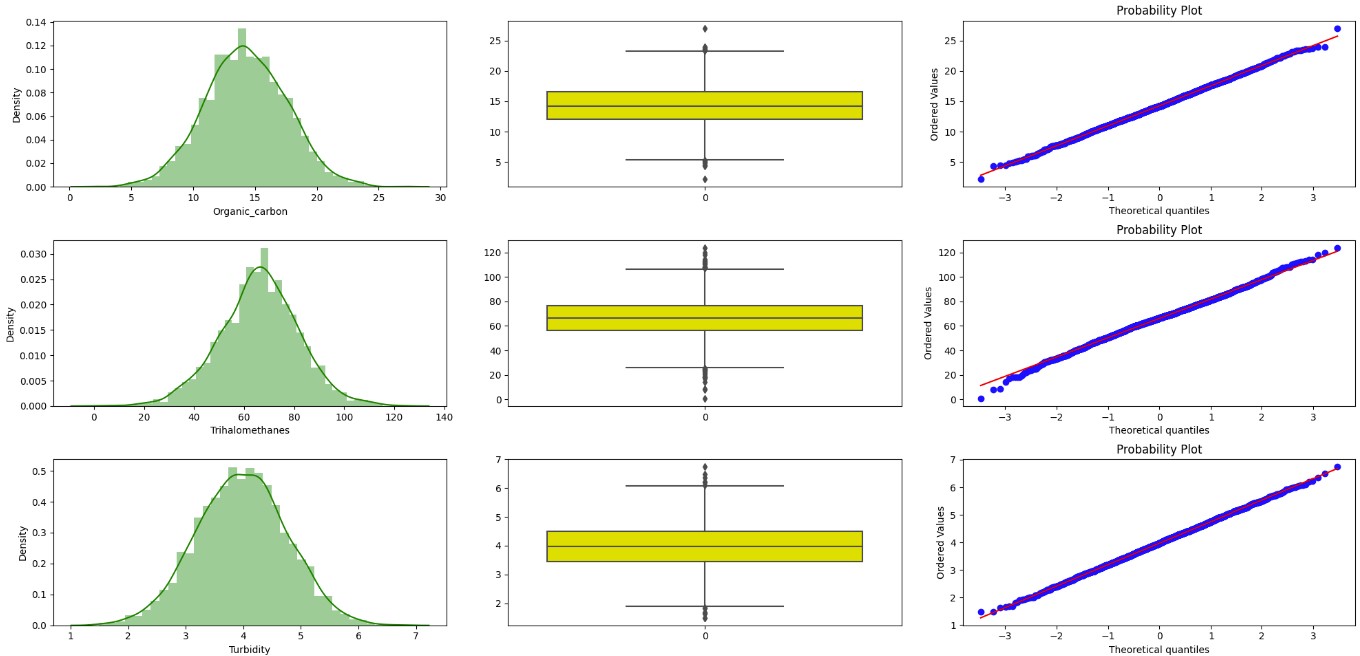 Probability Plot
0.14
0.12
0.10
0.08
0.06
0.04
0.02
0.00
Density
0 5 10 15 20 25 30
Organic_carbon
25
20
15
10
5
0
25
20
15
10
5
Ordered Values
−3 −2 −1 0 1 2 3
Theoretical quantiles
Probability Plot
0.030
0.025
0.020
0.015
0.010
0.005
0.000
Density
0 20 40 60 80 100 120 140
Trihalomethanes
120
100
80
60
40
20
0
0
120
100
80
60
40
20
0
Ordered Values
−3 −2 −1 0 1 2 3
Theoretical quantiles
Probability Plot
0.5
0.4
0.3
0.2
0.1
0.0
Density
1 2 3 4 5 6 7
Turbidity
7
6
5
4
3
2
0
7
6
5
4
3
2
1
Ordered Values
−3 −2 −1 0 1 2 3
Theoretical quantiles